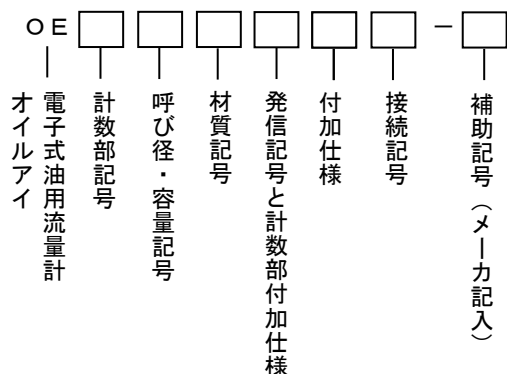 OE □ □ □ □ □ □ － □
電子式油用流量計
オイルアイ
計数部記号
呼び径・容量記号
材質記号
発信記号と計数部付加仕様
付加仕様
接続記号
補助記号（メーカ記入）